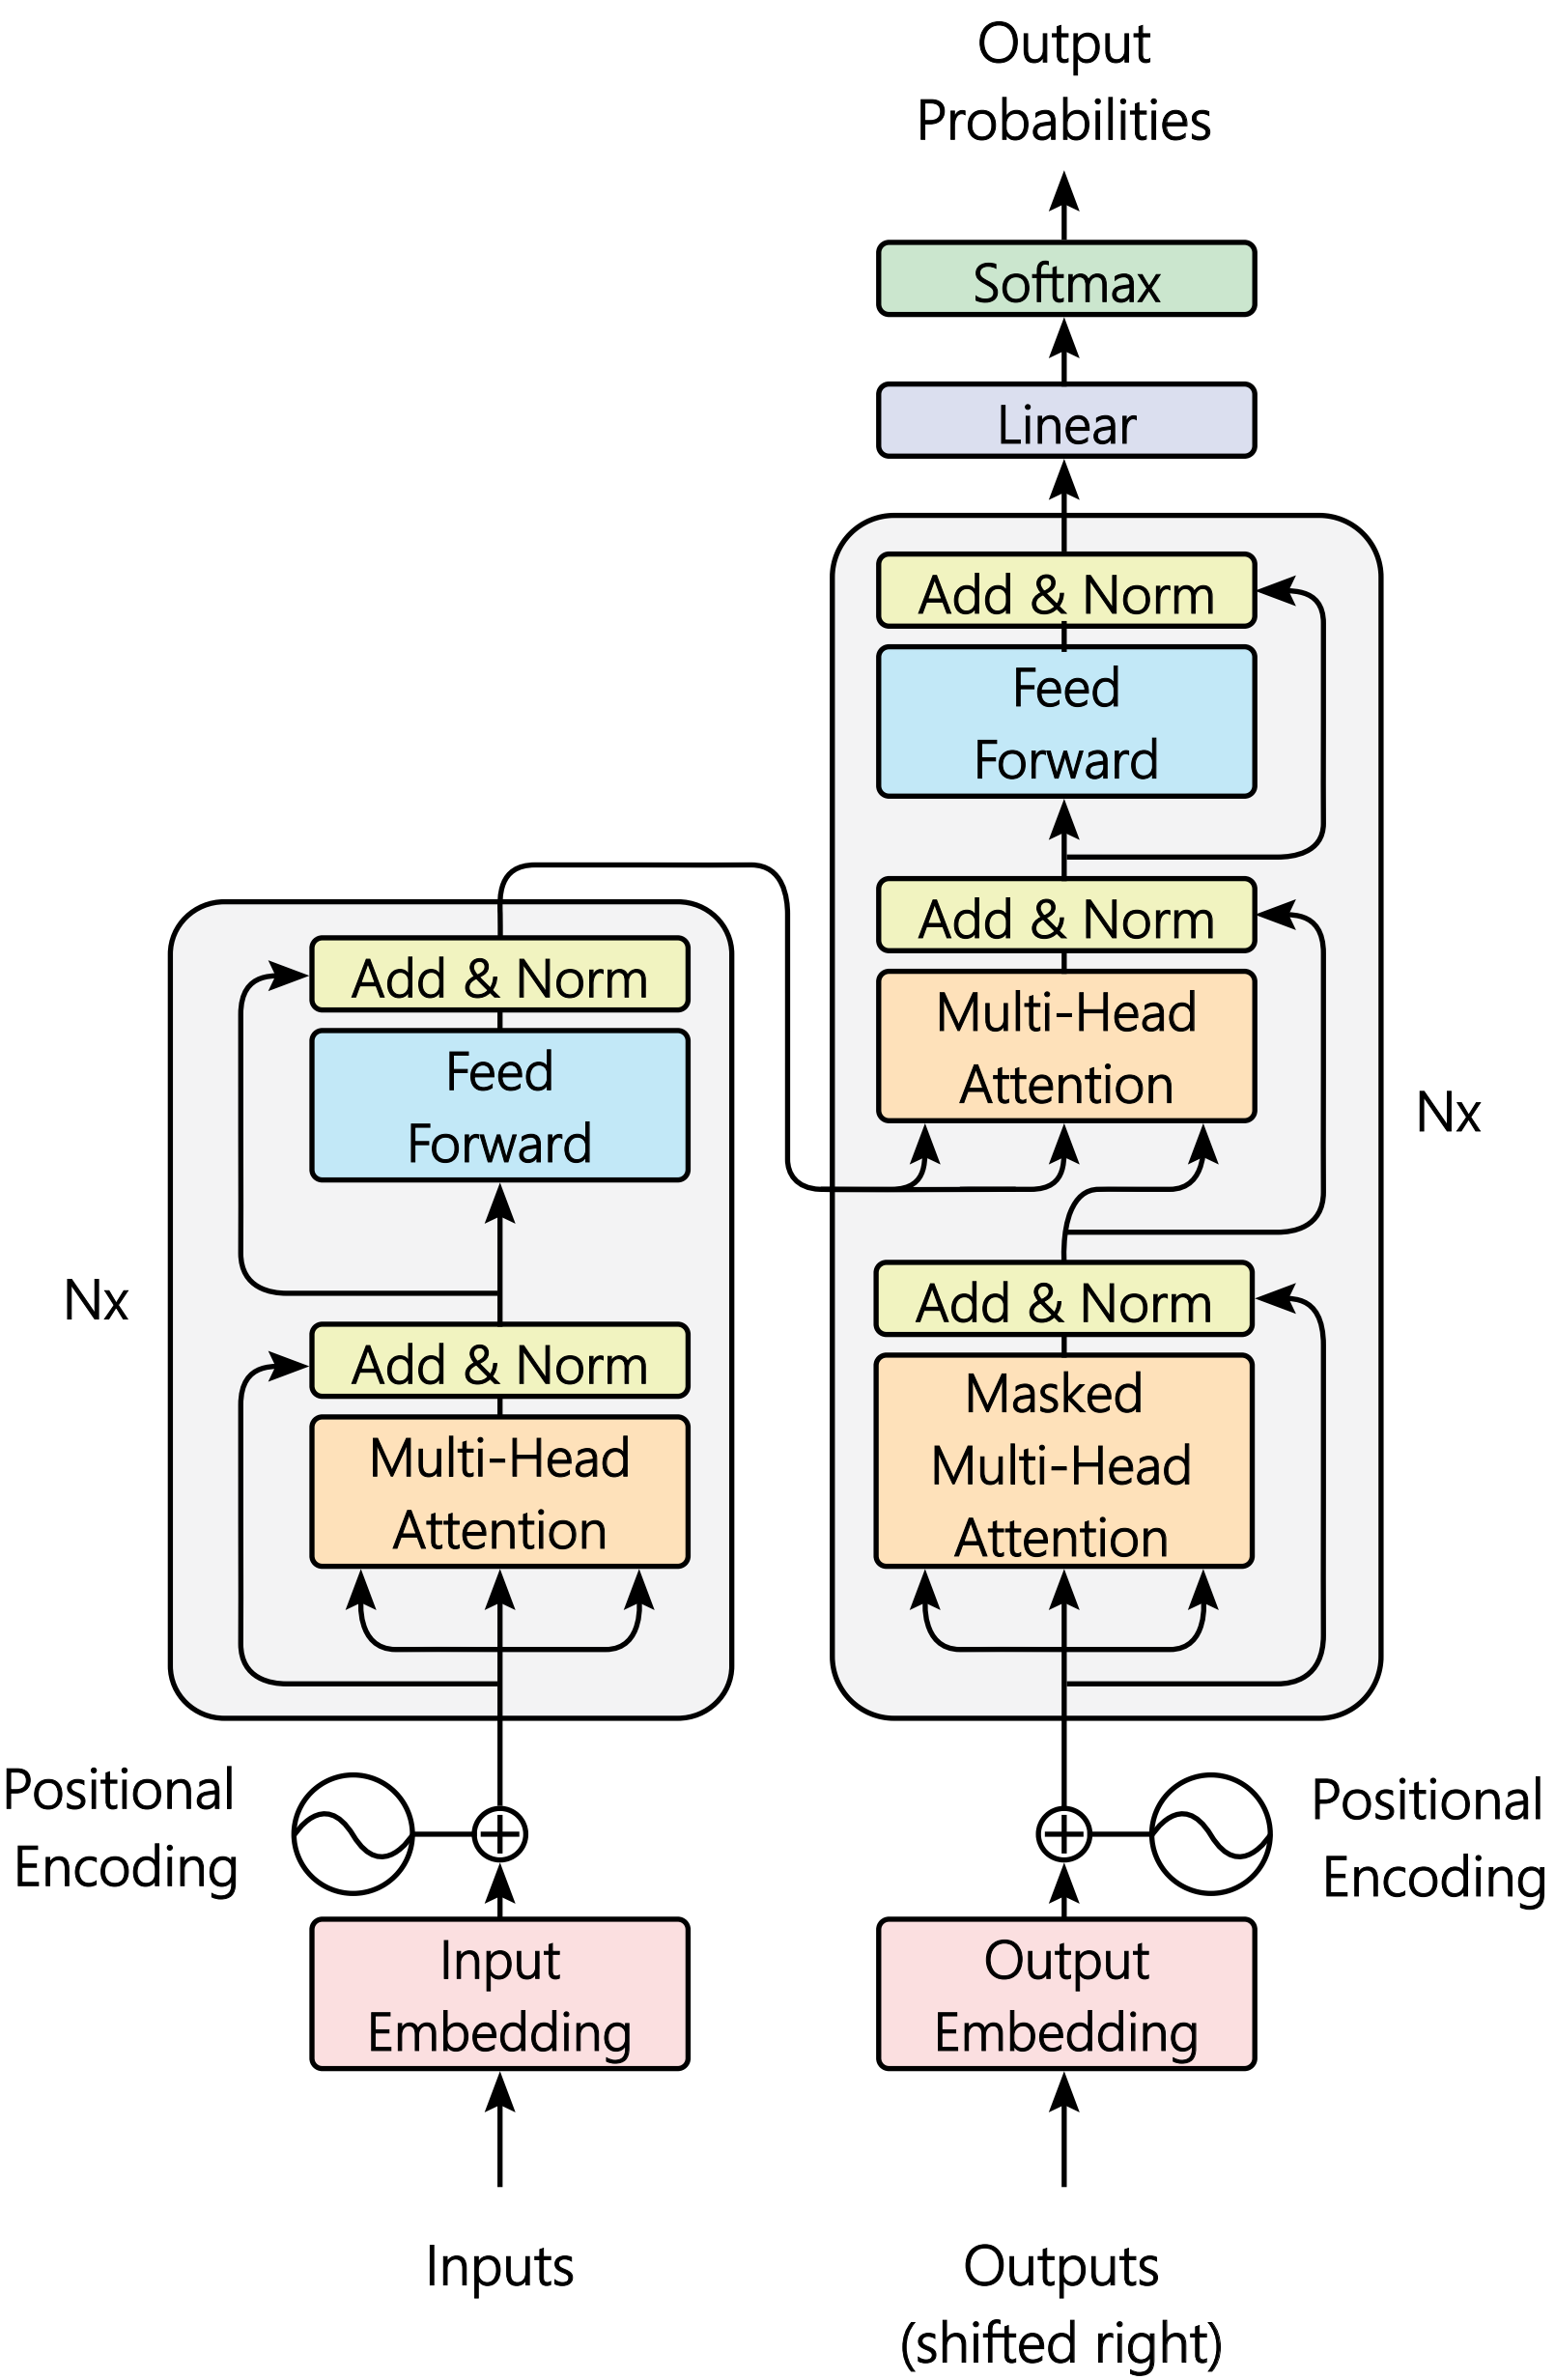 Output
Probabilities
Softmax
Linear
Add & Norm
Feed
Forward
Add & Norm
Multi-Head
Attention
Nx
Add & Norm
Masked
Multi-Head
Attention
Add & Norm
Feed
Forward
Nx
Add & Norm
Multi-Head
Attention
Positional
Encoding
Positional
Encoding
Input
Embedding
Output
Embedding
Inputs
Outputs
(shifted right)